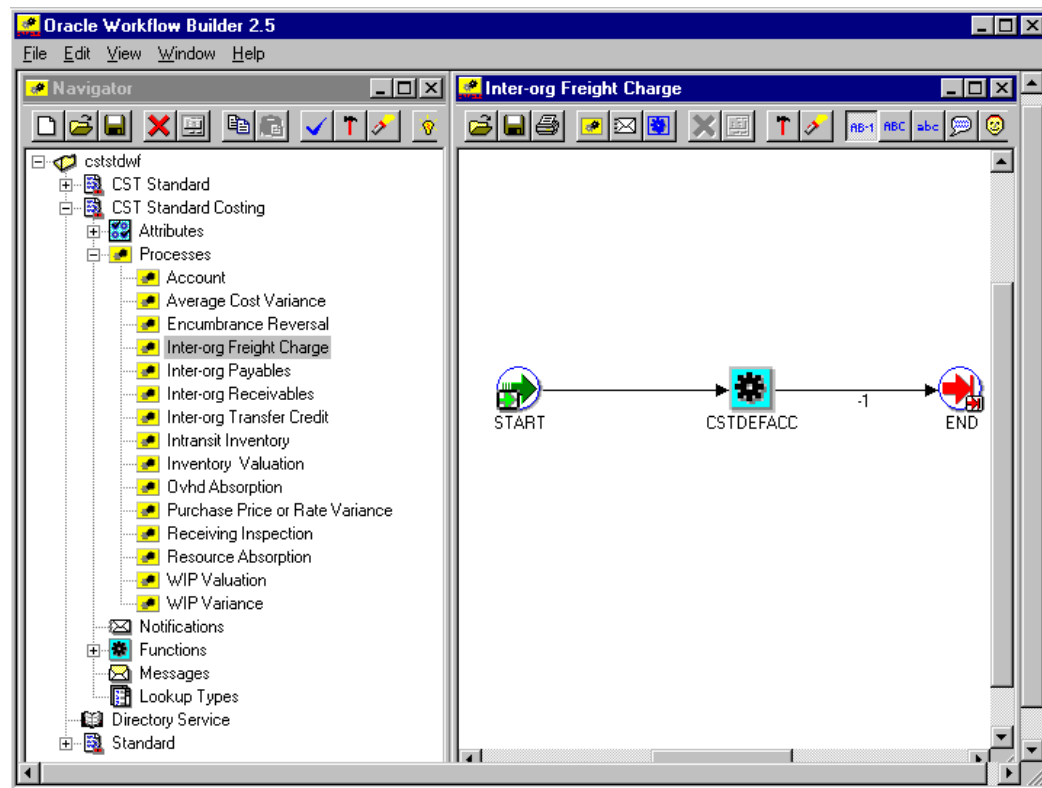 Oracle Workflow Builder 2.5
File Edit View Window Help
Navigator
cststdwf
CST Standard
CST Standard Costing
Attributes
Processes
Account
Average Cost Variance
Encumbrance Reversal
Inter-org Freight Charge
Inter-org Payables
Inter-org Receivables
Inter-org Transfer Credit
Intransit Inventory
Inventory Valuation
Ovhd Absorption
Purchase Price or Rate Variance
Receiving Inspection
Resource Absorption
WIP Valuation
WIP Variance
Notifications
Functions
Messages
Lookup Types
Directory Service
Standard
Inter-org Freight Charge
AB-1 ABC abc
START
CSTDEFACC
-1
END